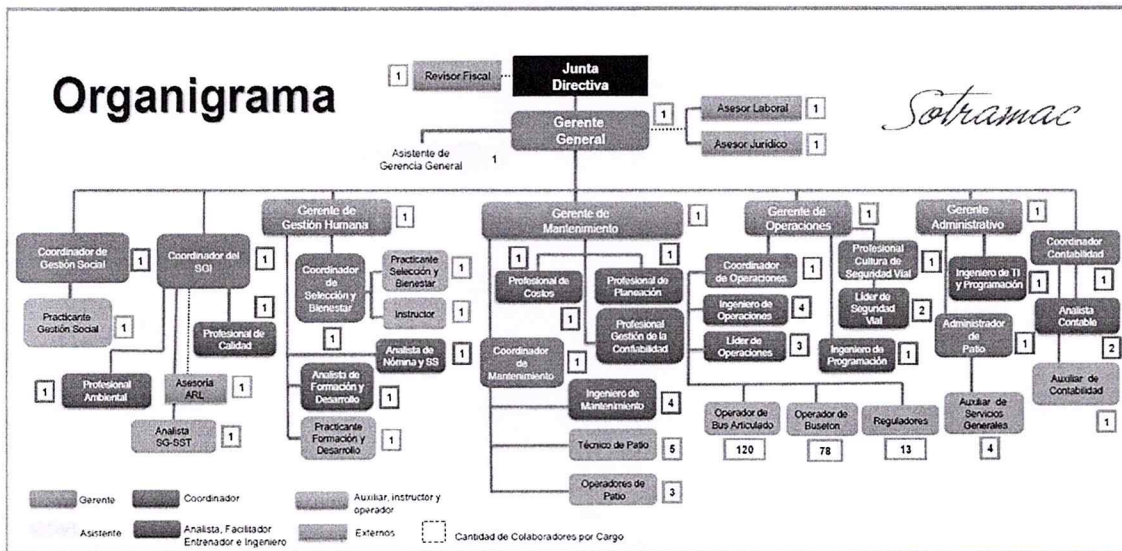 Organigrama
Sotramac
1
Revisor Fiscal
Junta
Directiva
Gerente
General
1
Asesor Laboral
1
Asesor Jurídico
1
Asistente de
Gerencia General
1
Coordinador de
Gestión Social
1
Practicante
Gestión Social
1
Coordinador del
SGI
1
1
Profesional de
Calidad
1
Profesional
Ambiental
Asesoría
ARL
1
Analista
SG-SST
1
Gerente de
Gestión Humana
1
Coordinador
de
Selección y
Bienestar
1
Practicante
Selección y
Bienestar
1
Instructor
1
Analista de
Nómina y SS
1
Analista de
Formación y
Desarrollo
1
Practicante
Formación y
Desarrollo
1
Gerente de
Mantenimiento
1
Profesional de
Costos
1
Profesional de
Planeación
1
Profesional
Gestión de la
Confiabilidad
Coordinador
de
Mantenimiento
1
Ingeniero de
Mantenimiento
4
Técnico de Patio
5
Operadores de
Patio
3
Gerente de
Operaciones
1
Coordinador
de Operaciones
1
Ingeniero de
Operaciones
4
Líder de
Operaciones
3
Profesional
Cultura de
Seguridad Vial
1
Líder de
Seguridad
Vial
2
Ingeniero de
Programación
1
Operador de
Bus Articulado
120
Operador de
Buseton
78
Reguladores
13
Gerente
Administrativo
1
Ingeniero de TI
y Programación
1
Administrador
de
Patio
1
Auxiliar de
Servicios
Generales
4
Coordinador
Contabilidad
1
1
Analista
Contable
2
Auxiliar de
Contabilidad
1
Gerente
Coordinador
Auxiliar, instructor y
operador
Asistente
Analista, Facilitador
Entrenador e Ingeniero
Externos
Cantidad de Colaboradores por Cargo